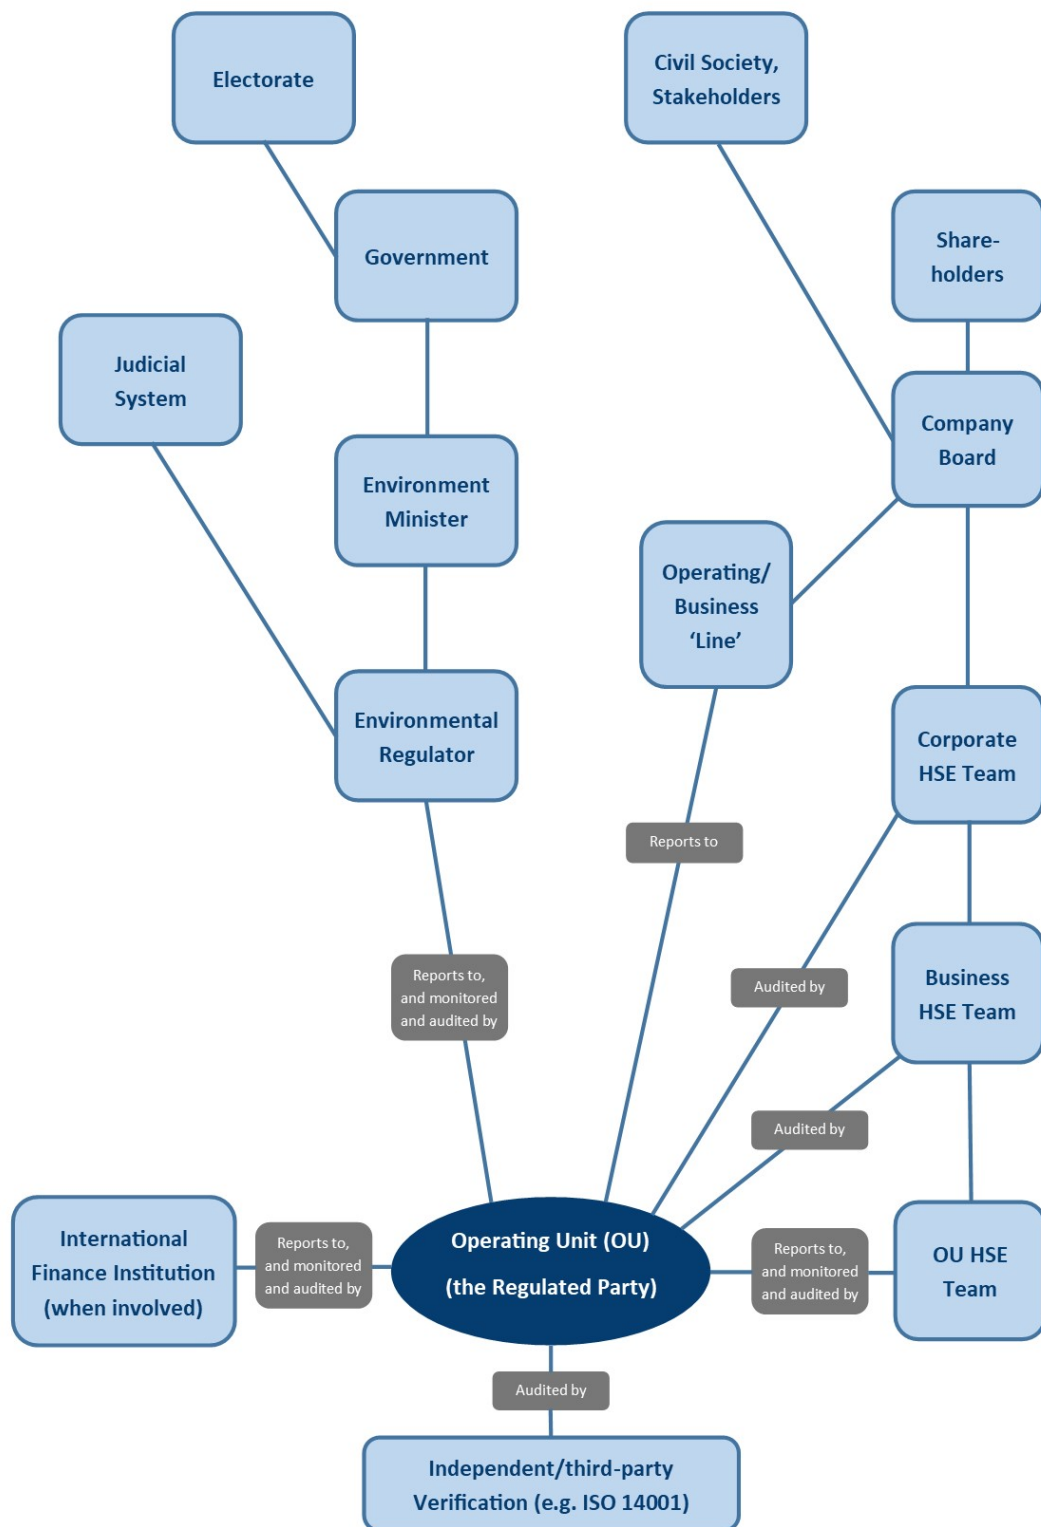 Electorate
Civil Society,
Stakeholders
Government
Share-
holders
Judicial
System
Company
Board
Environment
Minister
Operating/
Business
‘Line’
Environmental
Regulator
Corporate
HSE Team
Reports to
Reports to,
and monitored
and audited by
Audited by
Business
HSE Team
Audited by
International
Finance Institution
(when involved)
Reports to,
and monitored
and audited by
Operating Unit (OU)
(the Regulated Party)
Reports to,
and monitored
and audited by
OU HSE
Team
Audited by
Independent/third-party
Verification (e.g. ISO 14001)